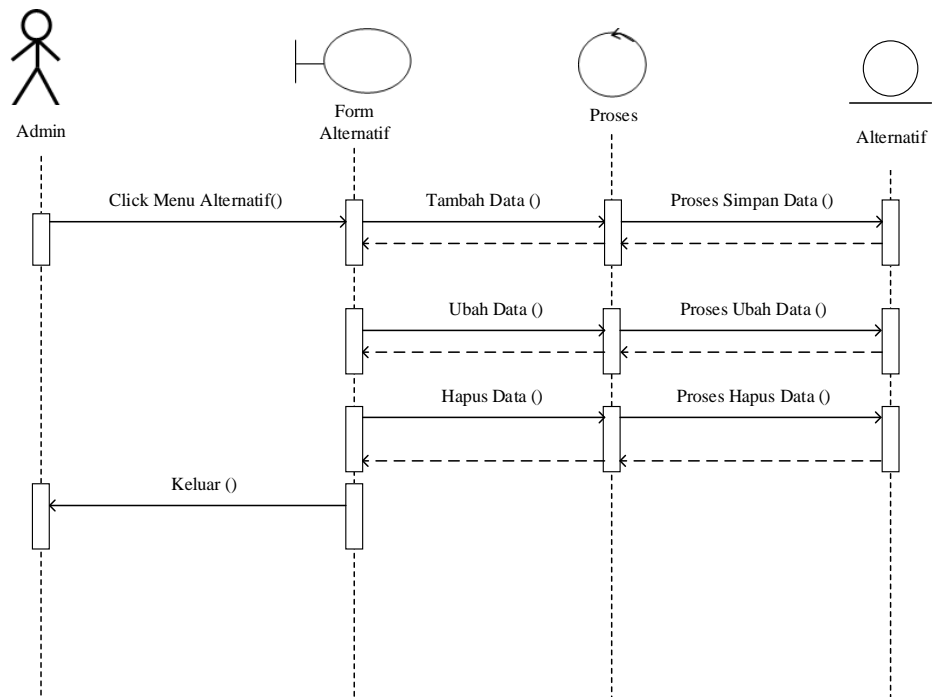 Admin
Form
Alternatif
Proses
Alternatif
Click Menu Alternatif()
Tambah Data ()
Proses Simpan Data ()
Ubah Data ()
Proses Ubah Data ()
Hapus Data ()
Proses Hapus Data ()
Keluar ()